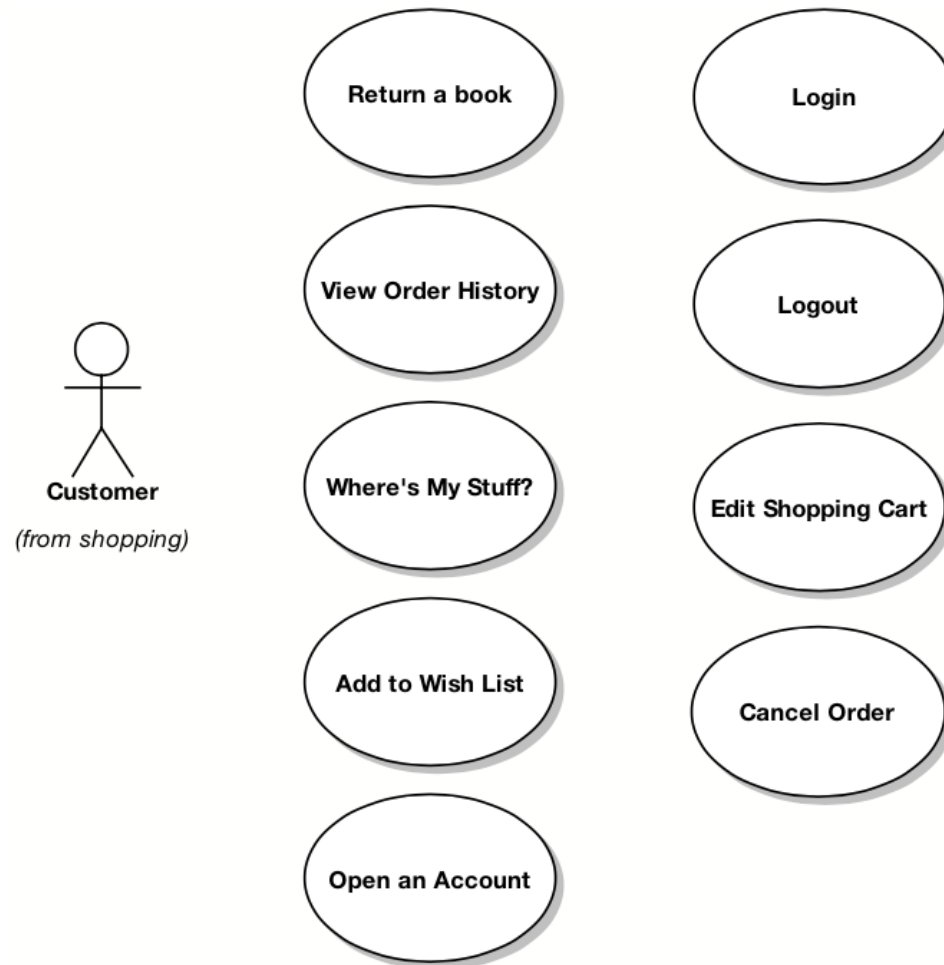 Return a book
Login
View Order History
Logout
Customer
(from shopping)
Where's My Stuff?
Edit Shopping Cart
Add to Wish List
Cancel Order
Open an Account